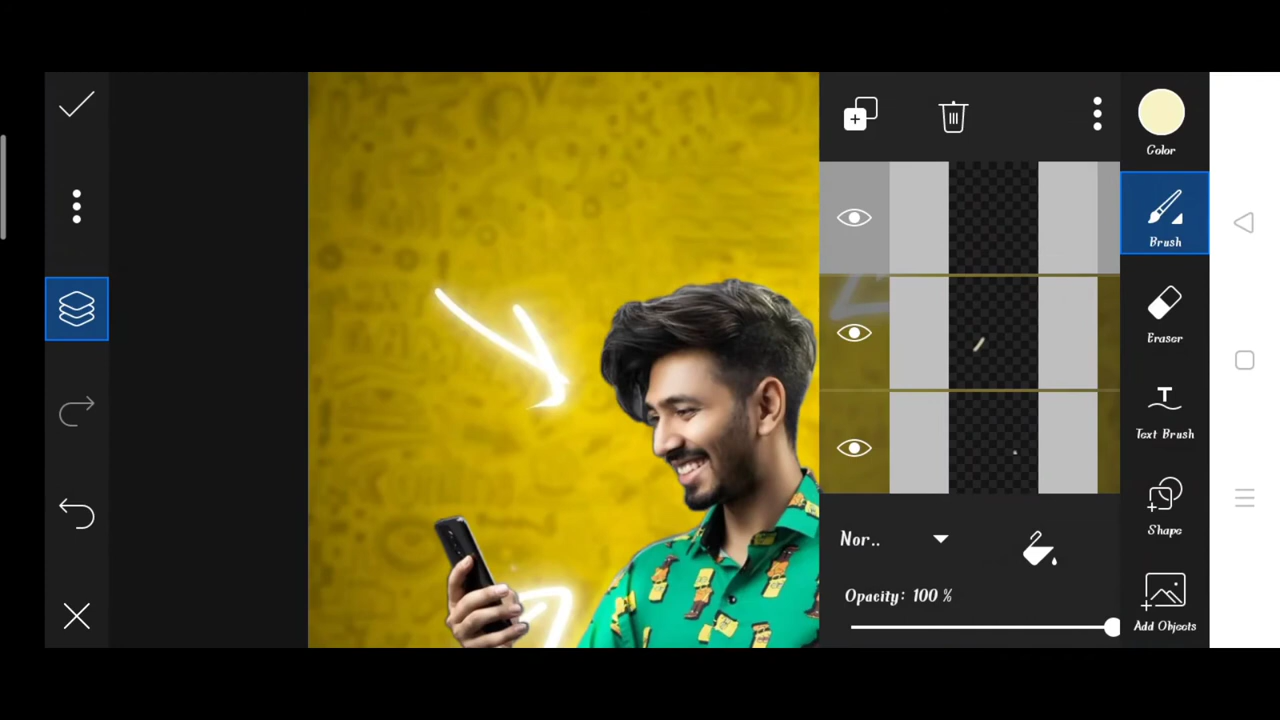 Color
Brush
Eraser
Text Brush
Shape
Nor..
Opacity: 100 %
Add Objects